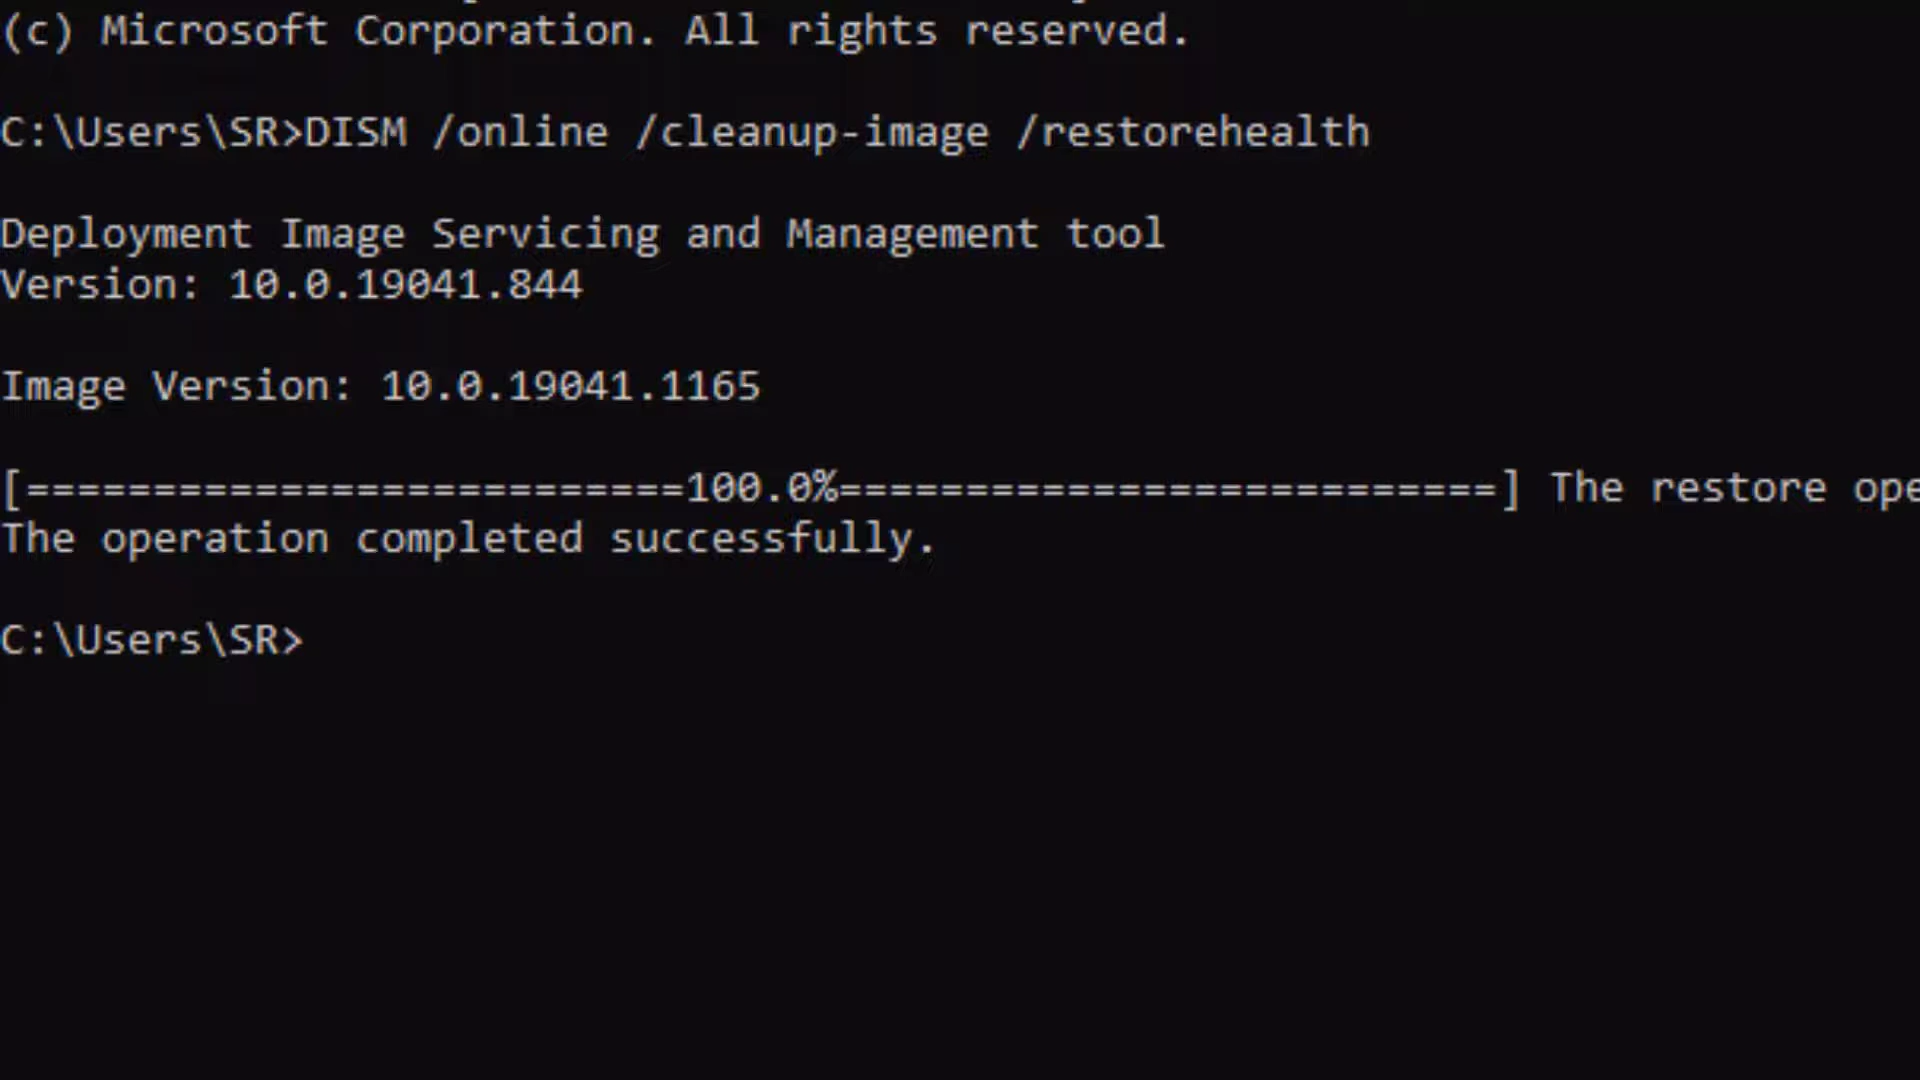 (c) Microsoft Corporation. All rights reserved.
C:\Users\SR>DISM /online /cleanup-image /restorehealth
Deployment Image Servicing and Management tool
Version: 10.0.19041.844
Image Version: 10.0.19041.1165
[==========================100.0%==========================] The restore ope
The operation completed successfully.
C:\Users\SR>